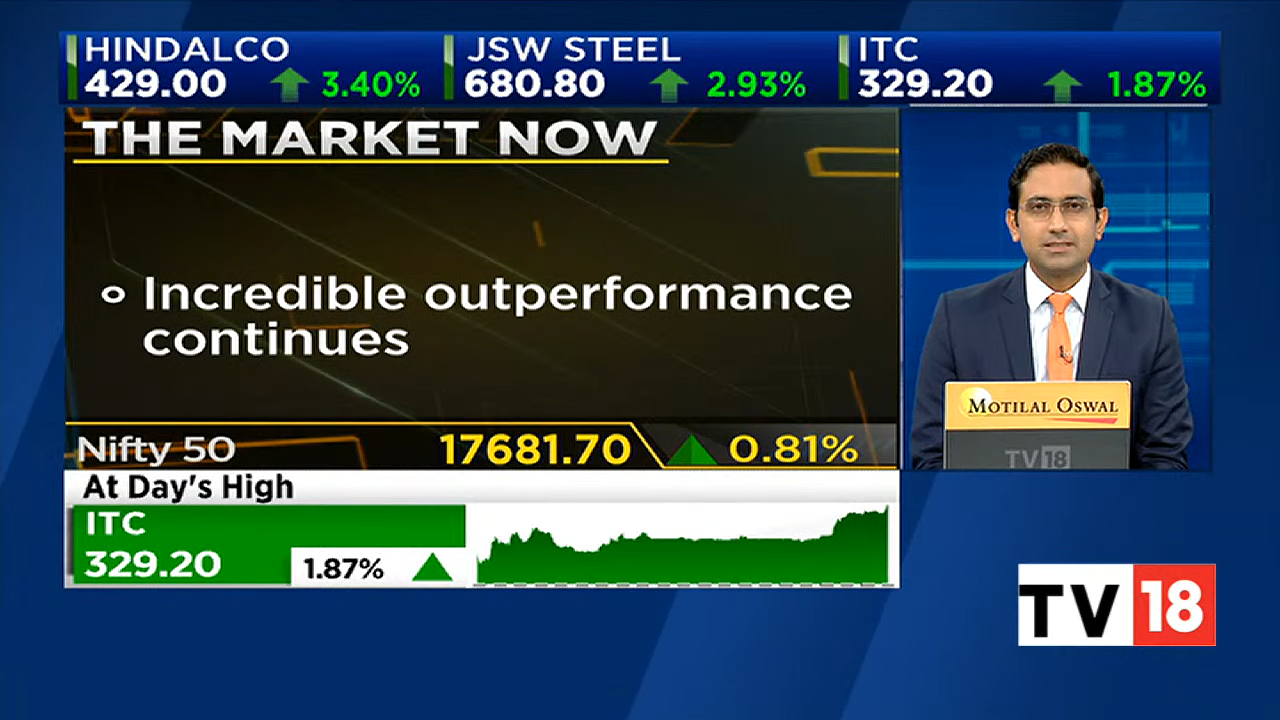 HINDALCO
429.00 3.40%
JSW STEEL
680.80 2.93%
ITC
329.20 1.87%
THE MARKET NOW
Incredible outperformance
continues
Nifty 50 17681.70 0.81%
At Day's High
ITC
329.20 1.87%
MOTILAL OSWAL
TV18
TV18